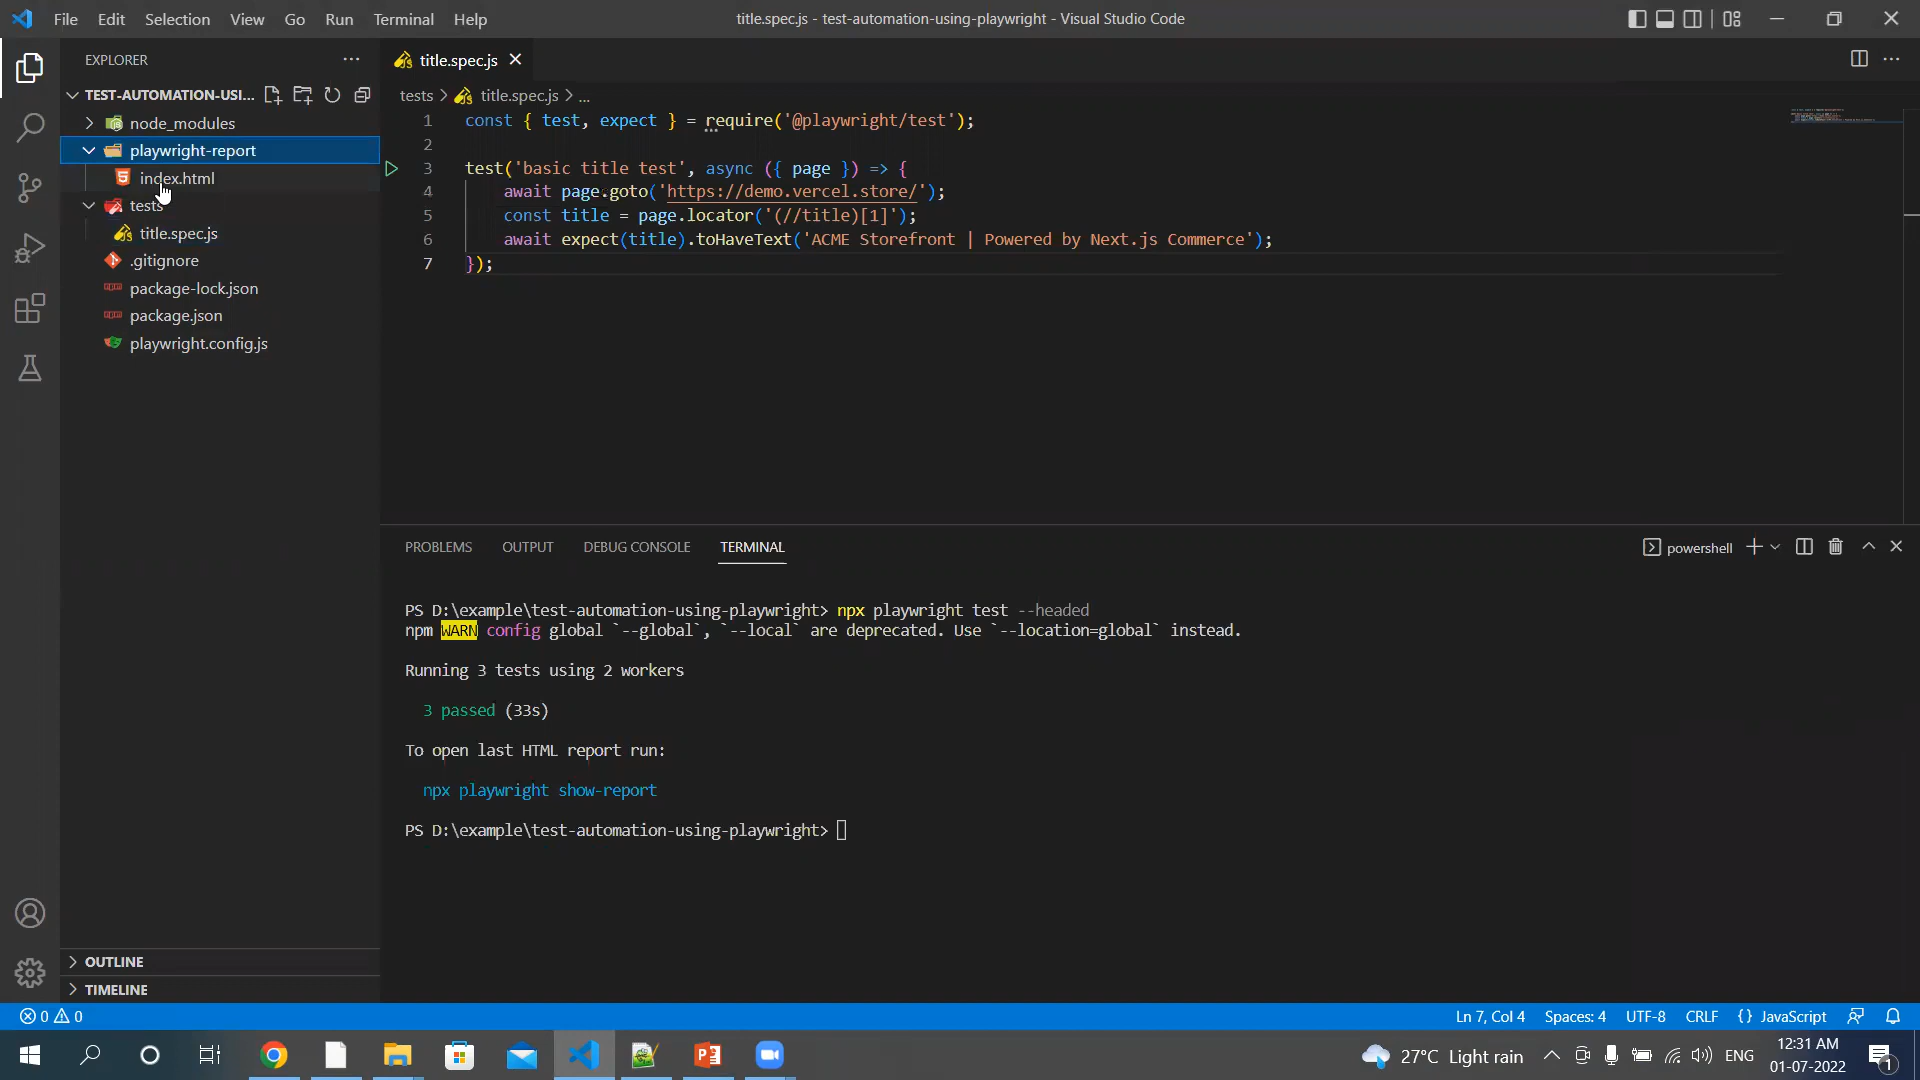 File Edit Selection View Go Run Terminal Help
title.spec.js - test-automation-using-playwright - Visual Studio Code
EXPLORER
TEST-AUTOMATION-USI...
node_modules
playwright-report
index.html
tests
title.spec.js
.gitignore
package-lock.json
package.json
playwright.config.js
OUTLINE
TIMELINE
title.spec.js
tests > title.spec.js > ...
1 const { test, expect } = require('@playwright/test');
2
3 test('basic title test', async ({ page }) => {
4 await page.goto('https://demo.vercel.store/');
5 const title = page.locator('(//title)[1]');
6 await expect(title).toHaveText('ACME Storefront | Powered by Next.js Commerce');
7 });
PROBLEMS OUTPUT DEBUG CONSOLE TERMINAL
powershell
PS D:\example\test-automation-using-playwright> npx playwright test --headed
npm WARN config global `--global`, `--local` are deprecated. Use `--location=global` instead.
Running 3 tests using 2 workers
3 passed (33s)
To open last HTML report run:
npx playwright show-report
PS D:\example\test-automation-using-playwright>
0 0
Ln 7, Col 4 Spaces: 4 UTF-8 CRLF {} JavaScript
27°C Light rain
ENG
12:31 AM
01-07-2022
1